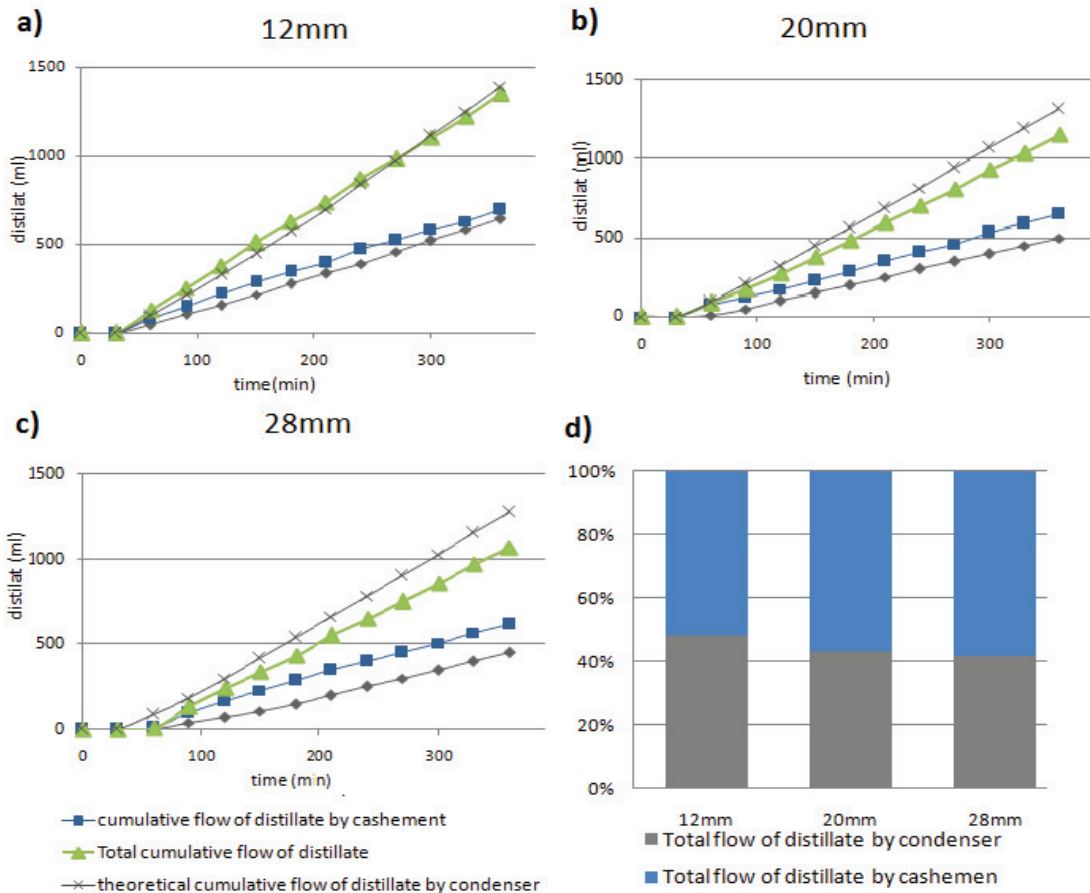 a)
12mm
1500
1000
500
0
distilat (ml)
0 100 200 300
time(min)
b)
20mm
1500
1000
500
0
distilat (ml)
0 100 200 300
time (min)
c)
28mm
1500
1000
500
0
distilat (ml)
0 100 200 300
time (min)
cumulative flow of distillate by cashement
Total cumulative flow of distillate
theoretical cumulative flow of distillate by condenser
d)
100%
80%
60%
40%
20%
0%
12mm 20mm 28mm
Total flow of distillate by condenser
Total flow of distillate by cashemen